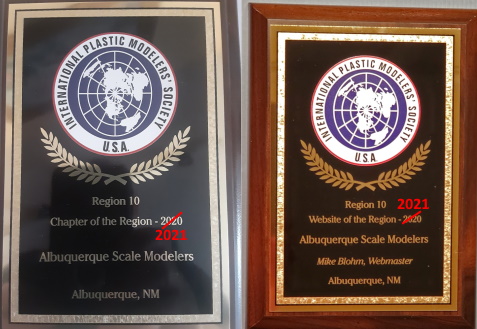 INTERNATIONAL PLASTIC MODELERS' SOCIETY
U.S.A.
Region 10
Chapter of the Region - 2020
2021
Albuquerque Scale Modelers
Albuquerque, NM
INTERNATIONAL PLASTIC MODELERS' SOCIETY
U.S.A.
Region 10
2021
Website of the Region - 2020
Albuquerque Scale Modelers
Mike Blohm, Webmaster
Albuquerque, NM